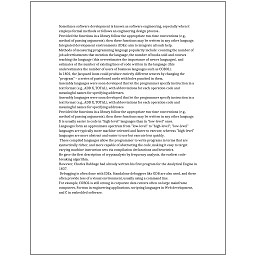 Sometimes software development is known as software engineering, especially when it
employs formal methods or follows an engineering design process.
Provided the functions in a library follow the appropriate run-time conventions (e.g.,
method of passing arguments), then these functions may be written in any other language.
Integrated development environments (IDEs) aim to integrate all such help.
Methods of measuring programming language popularity include: counting the number of
job advertisements that mention the language, the number of books sold and courses
teaching the language (this overestimates the importance of newer languages), and
estimates of the number of existing lines of code written in the language (this
underestimates the number of users of business languages such as COBOL).
In 1801, the Jacquard loom could produce entirely different weaves by changing the
"program" – a series of pasteboard cards with holes punched in them.
Assembly languages were soon developed that let the programmer specify instruction in a
text format (e.g., ADD X, TOTAL), with abbreviations for each operation code and
meaningful names for specifying addresses.
Assembly languages were soon developed that let the programmer specify instruction in a
text format (e.g., ADD X, TOTAL), with abbreviations for each operation code and
meaningful names for specifying addresses.
Provided the functions in a library follow the appropriate run-time conventions (e.g.,
method of passing arguments), then these functions may be written in any other language.
It is usually easier to code in "high-level" languages than in "low-level" ones.
Languages form an approximate spectrum from "low-level" to "high-level"; "low-level"
languages are typically more machine-oriented and faster to execute, whereas "high-level"
languages are more abstract and easier to use but execute less quickly.
These compiled languages allow the programmer to write programs in terms that are
syntactically richer, and more capable of abstracting the code, making it easy to target
varying machine instruction sets via compilation declarations and heuristics.
He gave the first description of cryptanalysis by frequency analysis, the earliest code-
breaking algorithm.
However, Charles Babbage had already written his first program for the Analytical Engine in
1837.
Debugging is often done with IDEs. Standalone debuggers like GDB are also used, and these
often provide less of a visual environment, usually using a command line.
For example, COBOL is still strong in corporate data centers often on large mainframe
computers, Fortran in engineering applications, scripting languages in Web development,
and C in embedded software.